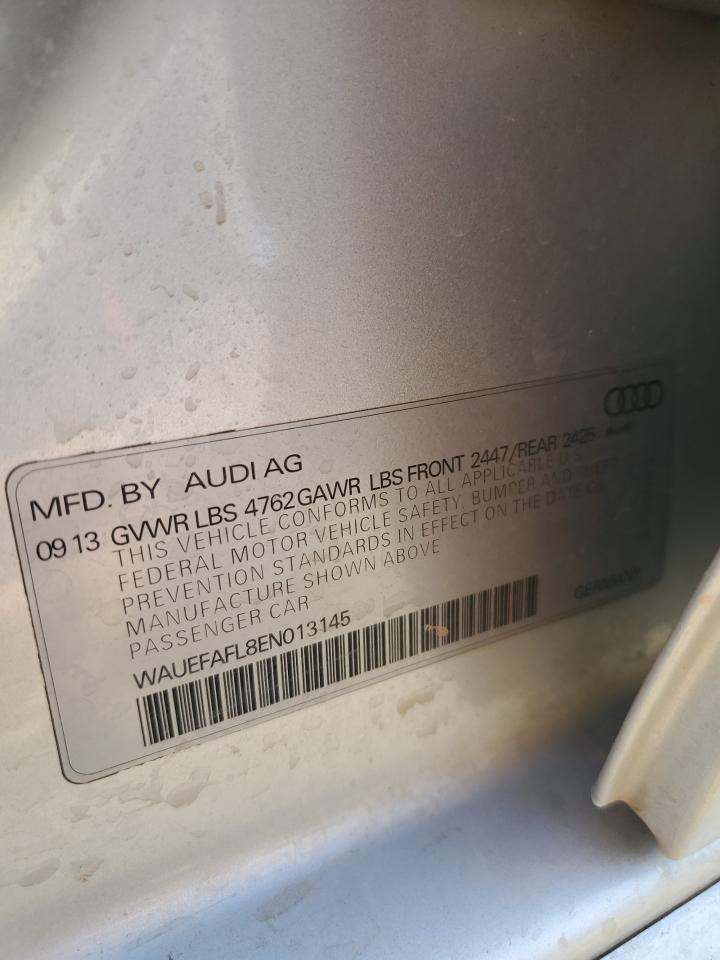 MFD. BY AUDI AG
Audi
09 13 GVWR LBS 4762 GAWR LBS FRONT 2447/REAR 2425
THIS VEHICLE CONFORMS TO ALL APPLICABLE U.S.
FEDERAL MOTOR VEHICLE SAFETY, BUMPER AND THEFT
PREVENTION STANDARDS IN EFFECT ON THE DATE OF
MANUFACTURE SHOWN ABOVE
PASSENGER CAR
GERMANY
WAUEFAFL8EN013145